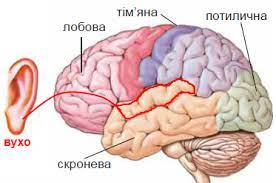 тім’яна
потилична
лобова
вухо
скронева